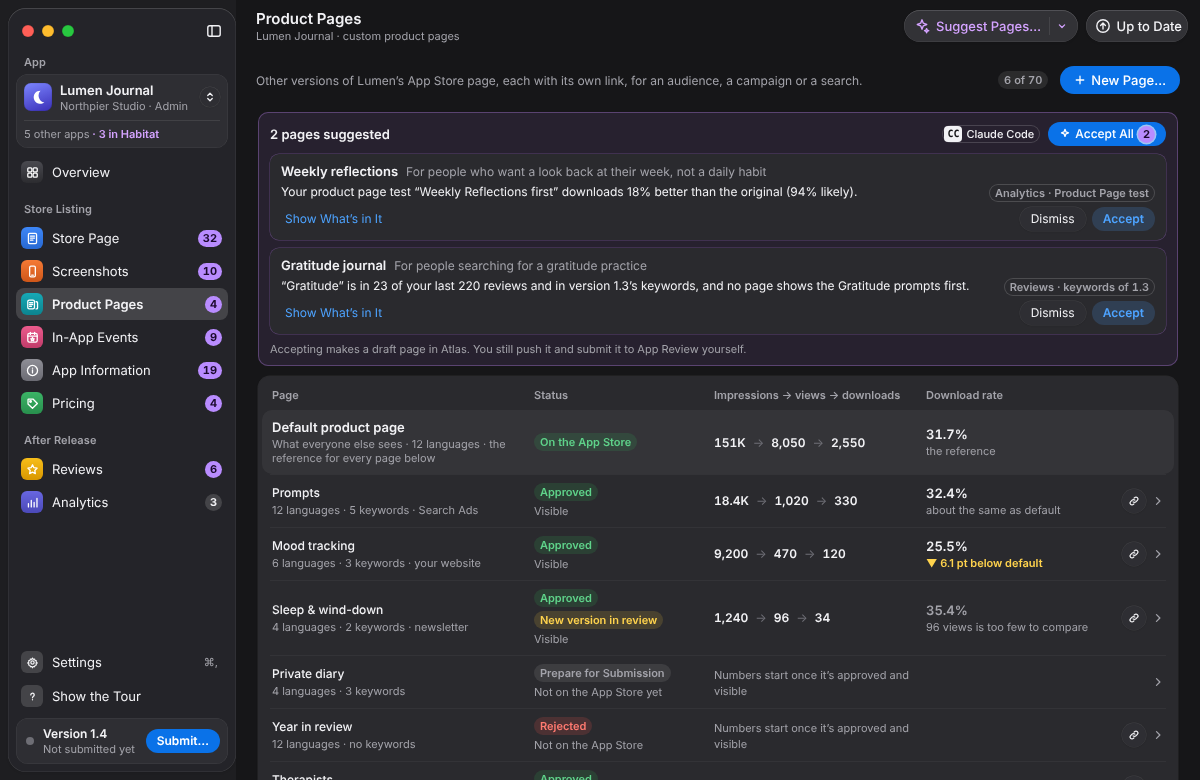 App
Lumen Journal
Northpier Studio · Admin
5 other apps · 3 in Habitat
Overview
Store Listing
Store Page 32
Screenshots 10
Product Pages 4
In-App Events 9
App Information 19
Pricing 4
After Release
Reviews 6
Analytics 3
Settings ⌘,
? Show the Tour
Version 1.4
Not submitted yet
Submit...
Product Pages
Lumen Journal · custom product pages
Suggest Pages...
Up to Date
Other versions of Lumen's App Store page, each with its own link, for an audience, a campaign or a search.
6 of 70
+ New Page...
2 pages suggested
CC Claude Code
Accept All 2
Weekly reflections For people who want a look back at their week, not a daily habit
Your product page test “Weekly Reflections first” downloads 18% better than the original (94% likely).
Analytics · Product Page test
Show What's in It
Dismiss
Accept
Gratitude journal For people searching for a gratitude practice
“Gratitude” is in 23 of your last 220 reviews and in version 1.3's keywords, and no page shows the Gratitude prompts first.
Reviews · keywords of 1.3
Show What's in It
Dismiss
Accept
Accepting makes a draft page in Atlas. You still push it and submit it to App Review yourself.
Page Status Impressions → views → downloads Download rate
Default product page
What everyone else sees · 12 languages · the
reference for every page below
On the App Store
151K → 8,050 → 2,550
31.7%
the reference
Prompts
12 languages · 5 keywords · Search Ads
Approved
Visible
18.4K → 1,020 → 330
32.4%
about the same as default
Mood tracking
6 languages · 3 keywords · your website
Approved
Visible
9,200 → 470 → 120
25.5%
▼ 6.1 pt below default
Sleep & wind-down
4 languages · 2 keywords · newsletter
Approved
New version in review
Visible
1,240 → 96 → 34
35.4%
96 views is too few to compare
Private diary
4 languages · 3 keywords
Prepare for Submission
Not on the App Store yet
Numbers start once it's approved and
visible
Year in review
12 languages · no keywords
Rejected
Not on the App Store
Numbers start once it's approved and
visible
Therapists
Approved